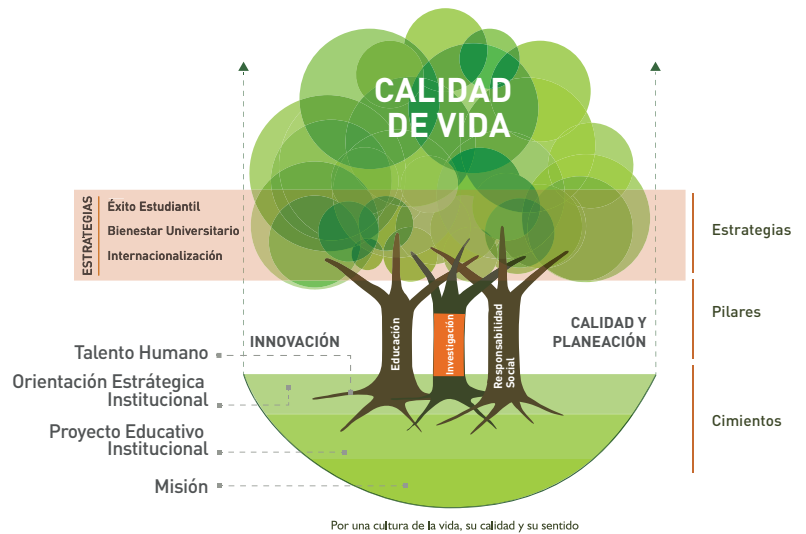 CALIDAD
DE VIDA
ESTRATEGIAS
Éxito Estudiantil
Bienestar Universitario
Internacionalización
Estrategias
Pilares
Cimientos
INNOVACIÓN
Educación
Investigación
Responsabilidad
Social
CALIDAD Y
PLANEACIÓN
Talento Humano
Orientación Estrátegica
Institucional
Proyecto Educativo
Institucional
Misión
Por una cultura de la vida, su calidad y su sentido